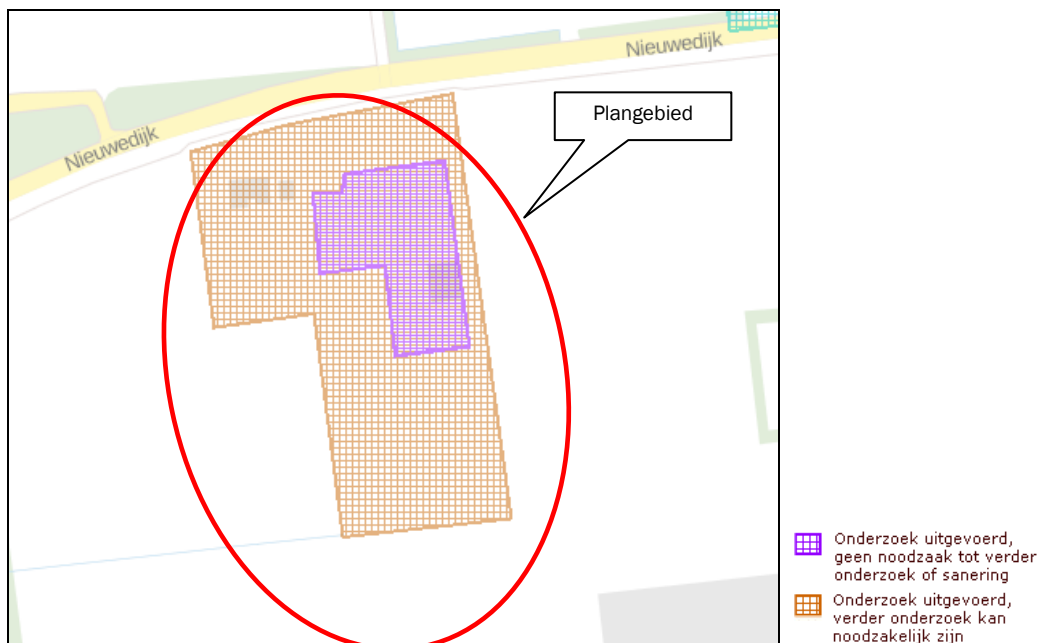 Nieuwedijk
Plangebied
Nieuwedijk
Onderzoek uitgevoerd,
geen noodzaak tot verder
onderzoek of sanering
Onderzoek uitgevoerd,
verder onderzoek kan
noodzakelijk zijn